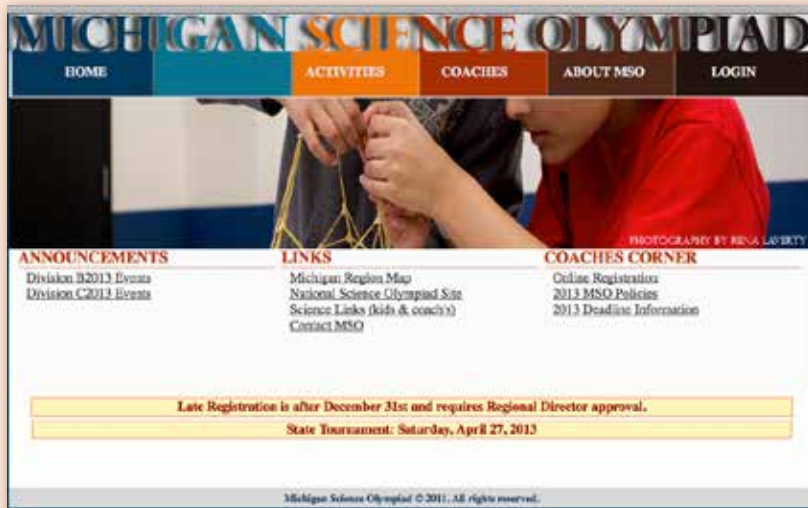 MICHIGAN SCIENCE OLYMPIAD
HOME ACTIVITIES COACHES ABOUT MSO LOGIN
PHOTOGRAPHY BY RENA LAVERTY
ANNOUNCEMENTS
Division B2013 Events
Division C2013 Events
LINKS
Michigan Region Map
National Science Olympiad Site
Science Links (kids & coach's)
Contact MSO
COACHES CORNER
Online Registration
2013 MSO Policies
2013 Deadline Information
Late Registration is after December 31st and requires Regional Director approval.
State Tournament: Saturday, April 27, 2013
Michigan Science Olympiad © 2011. All rights reserved.